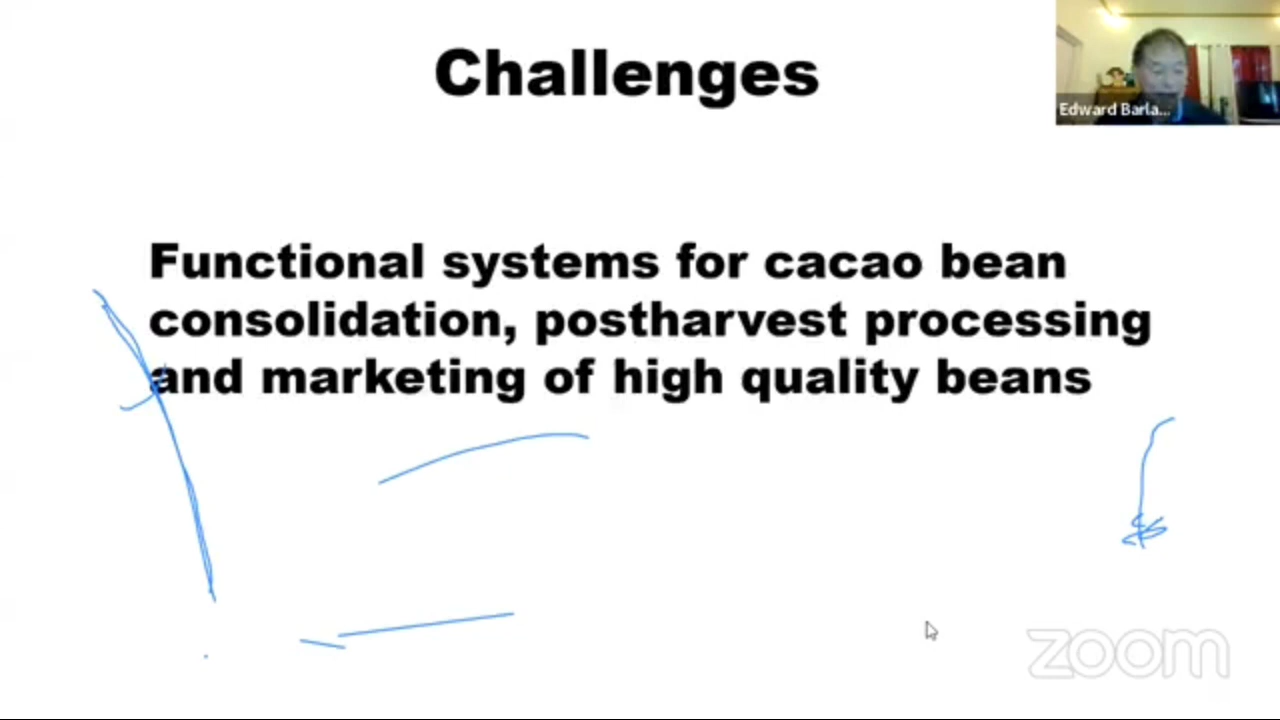 Challenges
Edward Barla...
Functional systems for cacao bean
consolidation, postharvest processing
and marketing of high quality beans
zoom